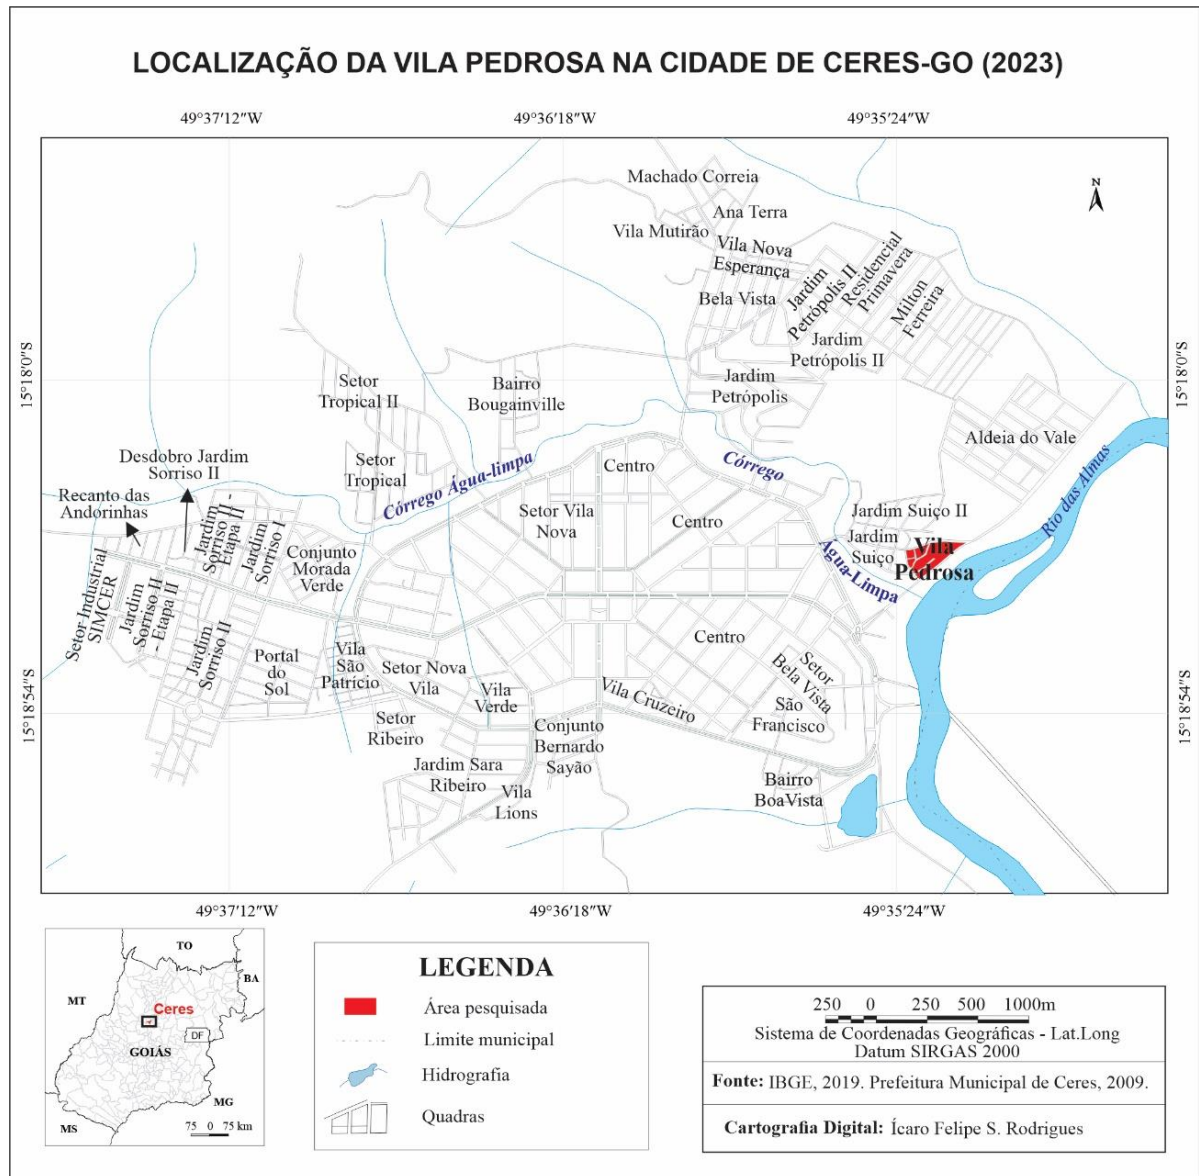 LOCALIZAÇÃO DA VILA PEDROSA NA CIDADE DE CERES-GO (2023)
49°37'12"W
49°36'18"W
49°35'24"W
15°18'0"S
15°18'0"S
15°18'54"S
15°18'54"S
N
Machado Correia
Ana Terra
Vila Mutirão
Vila Nova
Esperança
Bela Vista
Jardim
Petrópolis II
Residencial
Primavera
Milton
Ferreira
Jardim
Petrópolis II
Jardim
Petrópolis
Setor
Tropical II
Bairro
Bougainville
Aldeia do Vale
Rio das Almas
Desdobro Jardim
Sorriso II
Recanto das
Andorinhas
Setor
Tropical
Córrego Água-limpa
Centro
Córrego
Água-Limpa
Setor Vila
Nova
Centro
Jardim Suiço II
Jardim
Suiço
Vila
Pedrosa
Jardim
Sorriso II -
Etapa II
Jardim
Sorriso I
Conjunto
Morada
Verde
Setor Industrial
SIMCER
Jardim
Sorriso II
- Etapa II
Jardim
Sorriso II
Portal
do
Sol
Vila
São
Patrício
Setor Nova
Vila
Vila
Verde
Centro
Setor
Bela Vista
São
Francisco
Vila Cruzeiro
Setor
Ribeiro
Conjunto
Bernardo
Sayão
Jardim Sara
Ribeiro
Vila
Lions
Bairro
BoaVista
49°37'12"W
49°36'18"W
49°35'24"W
TO
BA
MT
Ceres
DF
GOIÁS
MG
MS
75 0 75 km
LEGENDA
Área pesquisada
Limite municipal
Hidrografia
Quadras
250 0 250 500 1000m
Sistema de Coordenadas Geográficas - Lat.Long
Datum SIRGAS 2000
Fonte: IBGE, 2019. Prefeitura Municipal de Ceres, 2009.
Cartografia Digital: Ícaro Felipe S. Rodrigues